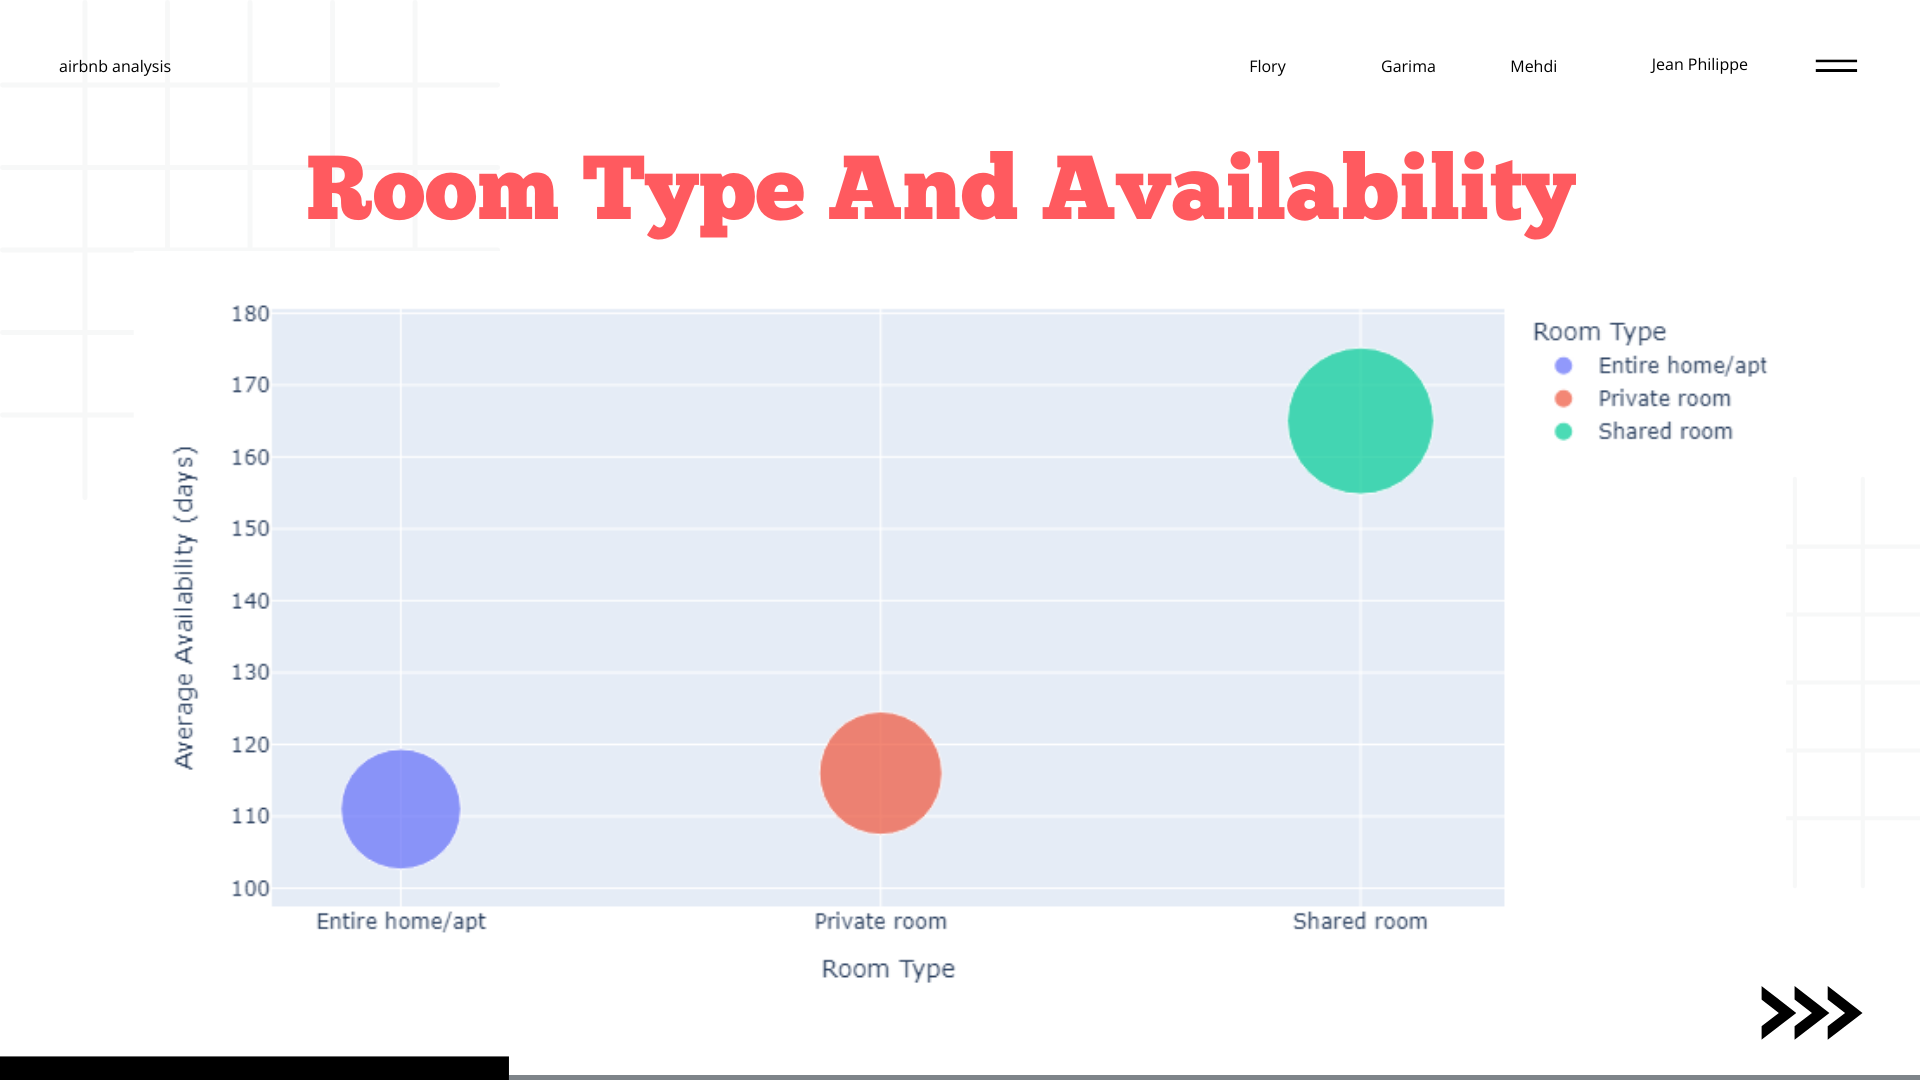 airbnb analysis
Flory
Garima
Mehdi
Jean Philippe
Room Type And Availability
180
170
160
150
140
130
120
110
100
Average Availability (days)
Entire home/apt
Private room
Shared room
Room Type
Room Type
Entire home/apt
Private room
Shared room